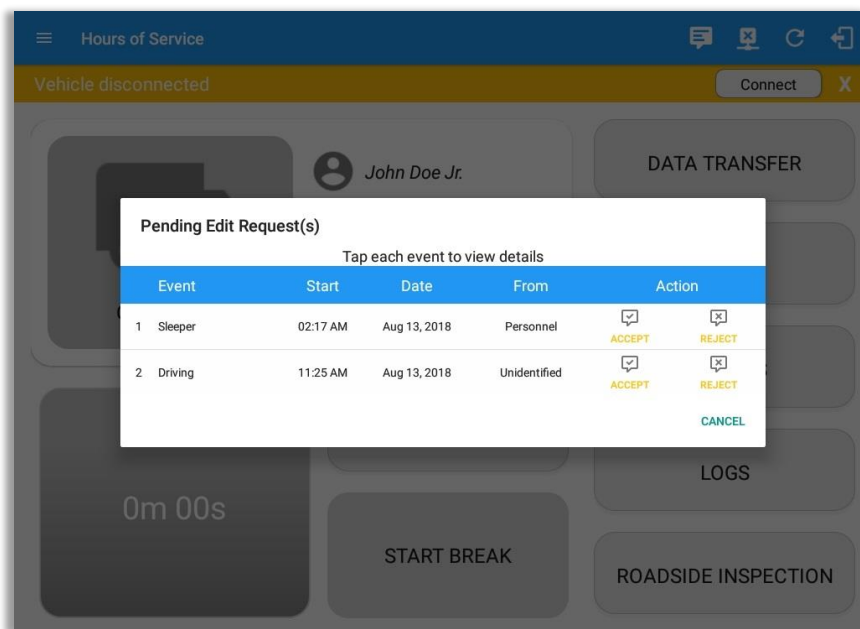 Hours of Service
Vehicle disconnected
Connect
X
John Doe Jr.
DATA TRANSFER
Pending Edit Request(s)
Tap each event to view details
Event Start Date From Action
1 Sleeper 02:17 AM Aug 13, 2018 Personnel ACCEPT REJECT
2 Driving 11:25 AM Aug 13, 2018 Unidentified ACCEPT REJECT
CANCEL
LOGS
0m 00s
START BREAK
ROADSIDE INSPECTION